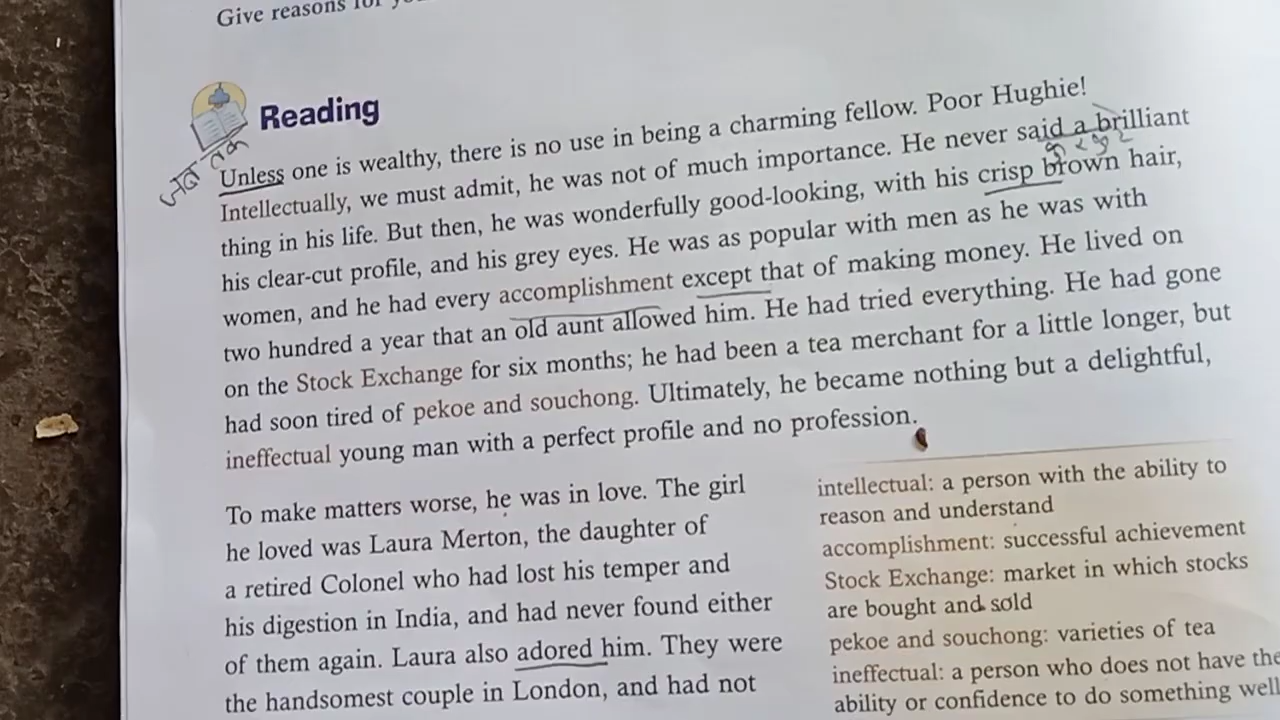 Give reasons for
Reading
Unless one is wealthy, there is no use in being a charming fellow. Poor Hughie!
Intellectually, we must admit, he was not of much importance. He never said a brilliant
thing in his life. But then, he was wonderfully good-looking, with his crisp brown hair,
his clear-cut profile, and his grey eyes. He was as popular with men as he was with
women, and he had every accomplishment except that of making money. He lived on
two hundred a year that an old aunt allowed him. He had tried everything. He had gone
on the Stock Exchange for six months; he had been a tea merchant for a little longer, but
had soon tired of pekoe and souchong. Ultimately, he became nothing but a delightful,
ineffectual young man with a perfect profile and no profession.
To make matters worse, he was in love. The girl
he loved was Laura Merton, the daughter of
a retired Colonel who had lost his temper and
his digestion in India, and had never found either
of them again. Laura also adored him. They were
the handsomest couple in London, and had not
intellectual: a person with the ability to
reason and understand
accomplishment: successful achievement
Stock Exchange: market in which stocks
are bought and sold
pekoe and souchong: varieties of tea
ineffectual: a person who does not have the
ability or confidence to do something well